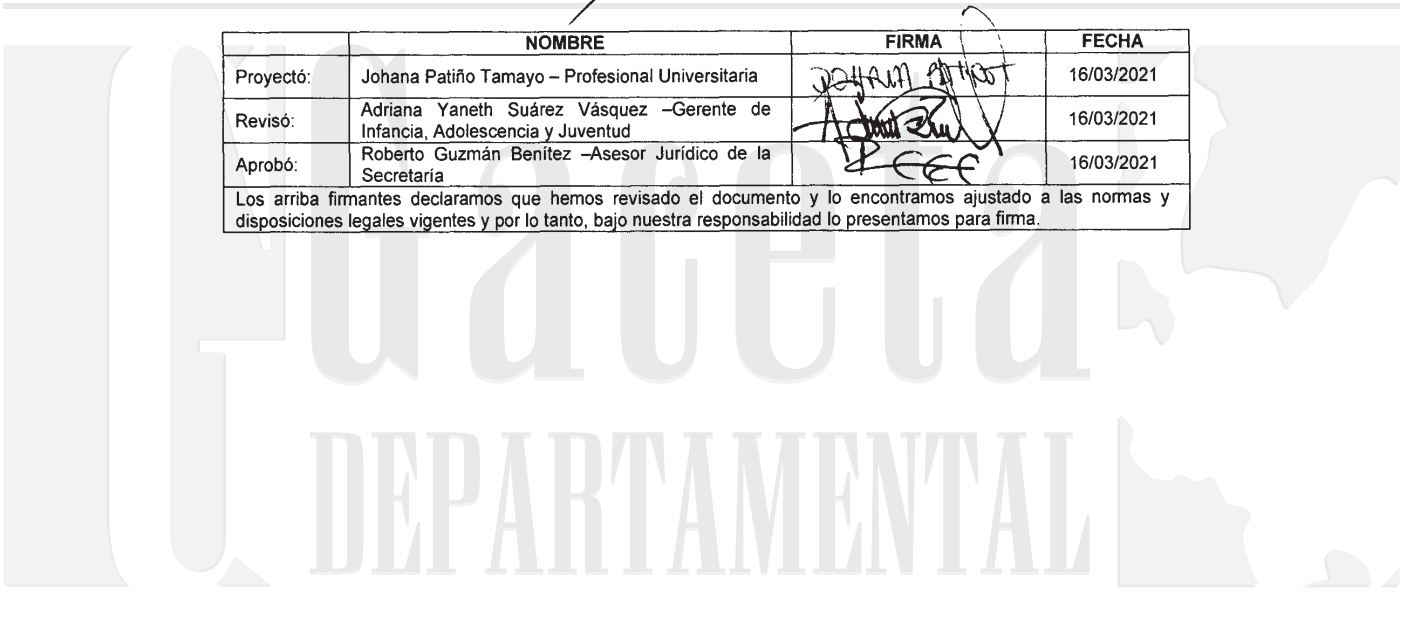 NOMBRE FIRMA FECHA
Proyectó: Johana Patiño Tamayo – Profesional Universitaria 16/03/2021
Revisó: Adriana Yaneth Suárez Vásquez –Gerente de
Infancia, Adolescencia y Juventud 16/03/2021
Aprobó: Roberto Guzmán Benítez –Asesor Jurídico de la
Secretaría 16/03/2021
Los arriba firmantes declaramos que hemos revisado el documento y lo encontramos ajustado a las normas y
disposiciones legales vigentes y por lo tanto, bajo nuestra responsabilidad lo presentamos para firma.
Gaceta
DEPARTAMENTAL